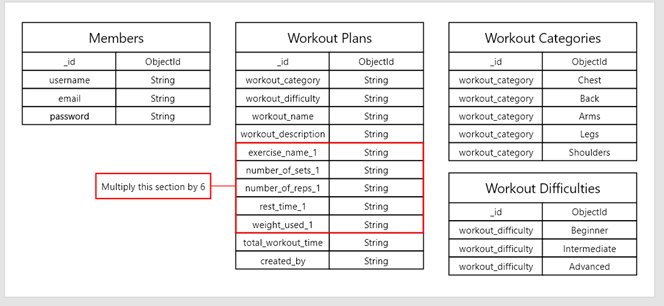 Members
_id ObjectId
username String
email String
password String
Workout Plans
_id ObjectId
workout_category String
workout_difficulty String
workout_name String
workout_description String
exercise_name_1 String
number_of_sets_1 String
number_of_reps_1 String
rest_time_1 String
weight_used_1 String
total_workout_time String
created_by String
Multiply this section by 6
Workout Categories
_id ObjectId
workout_category Chest
workout_category Back
workout_category Arms
workout_category Legs
workout_category Shoulders
Workout Difficulties
_id ObjectId
workout_difficulty Beginner
workout_difficulty Intermediate
workout_difficulty Advanced